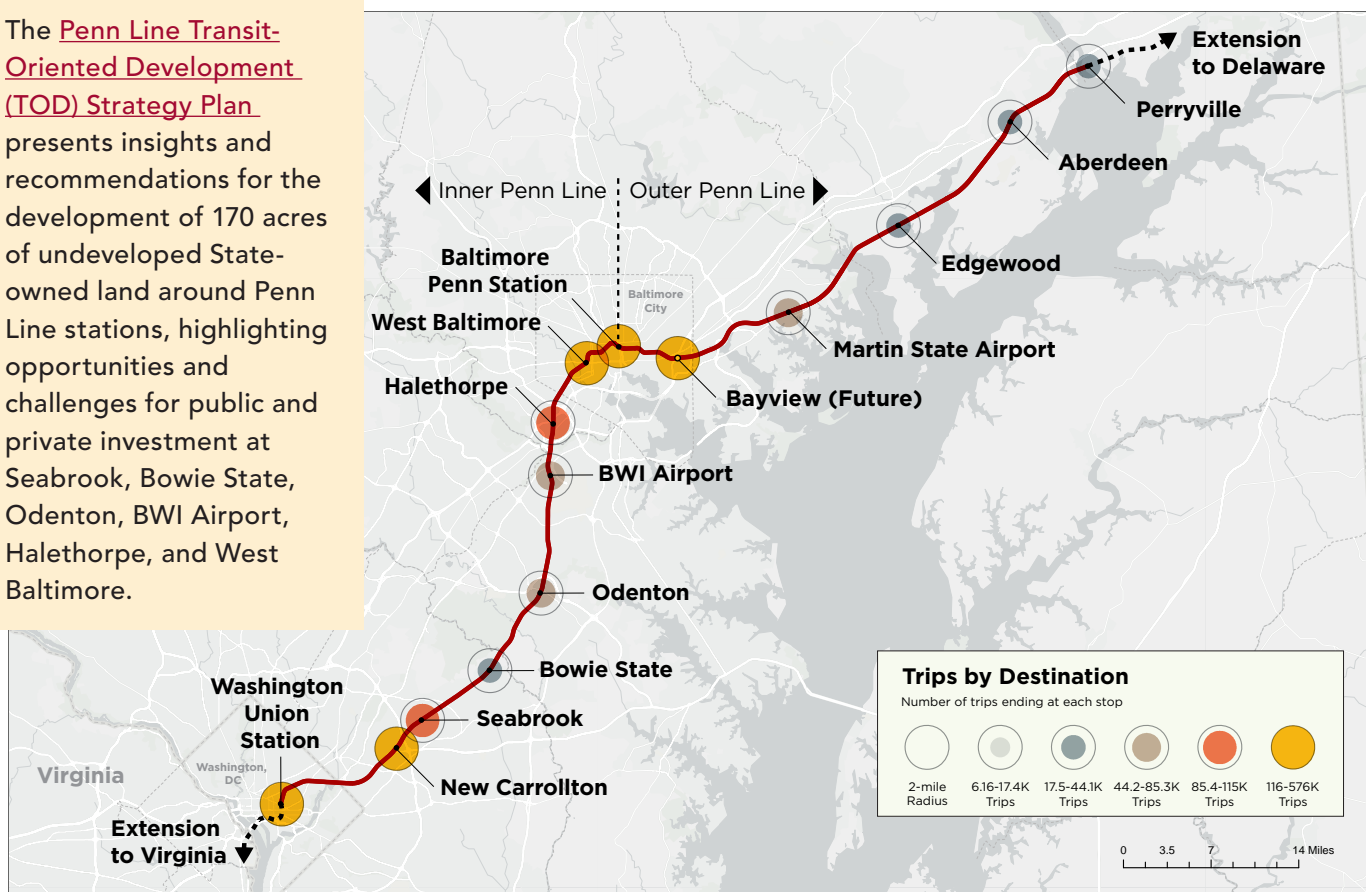 The Penn Line Transit-
Oriented Development
(TOD) Strategy Plan
presents insights and
recommendations for the
development of 170 acres
of undeveloped State-
owned land around Penn
Line stations, highlighting
opportunities and
challenges for public and
private investment at
Seabrook, Bowie State,
Odenton, BWI Airport,
Halethorpe, and West
Baltimore.
Extension
to Delaware
Perryville
Aberdeen
Inner Penn Line
Outer Penn Line
Edgewood
Baltimore
Penn Station
Baltimore
City
West Baltimore
Martin State Airport
Halethorpe
Bayview (Future)
BWI Airport
Odenton
Bowie State
Washington
Union
Station
Seabrook
Virginia
Washington,
DC
New Carrollton
Extension
to Virginia
Trips by Destination
Number of trips ending at each stop
2-mile
Radius
6.16-17.4K
Trips
17.5-44.1K
Trips
44.2-85.3K
Trips
85.4-115K
Trips
116-576K
Trips
0 3.5 7 14 Miles